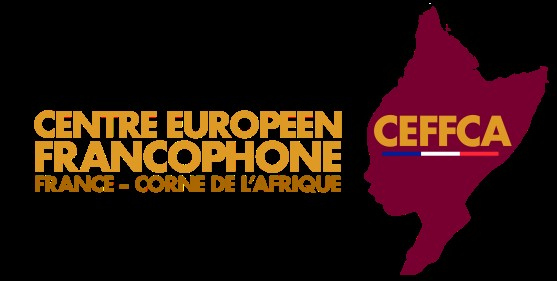 CENTRE EUROPEEN
FRANCOPHONE
FRANCE – CORNE DE L'AFRIQUE
CEFFCA